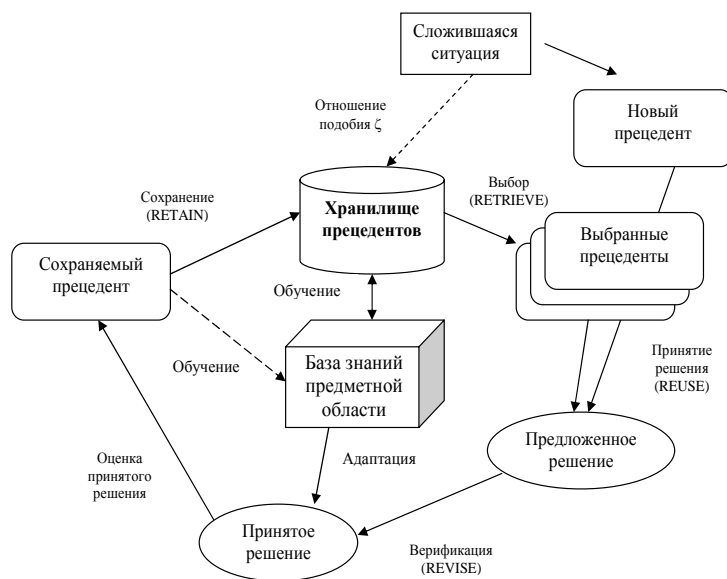 Сложившаяся
ситуация
Отношение
подобия ζ
Новый
прецедент
Сохранение
(RETAIN)
Хранилище
прецедентов
Выбор
(RETRIEVE)
Выбранные
прецеденты
Сохраняемый
прецедент
Обучение
Обучение
База знаний
предметной
области
Принятие
решения
(REUSE)
Предложенное
решение
Оценка
принятого
решения
Адаптация
Принятое
решение
Верификация
(REVISE)